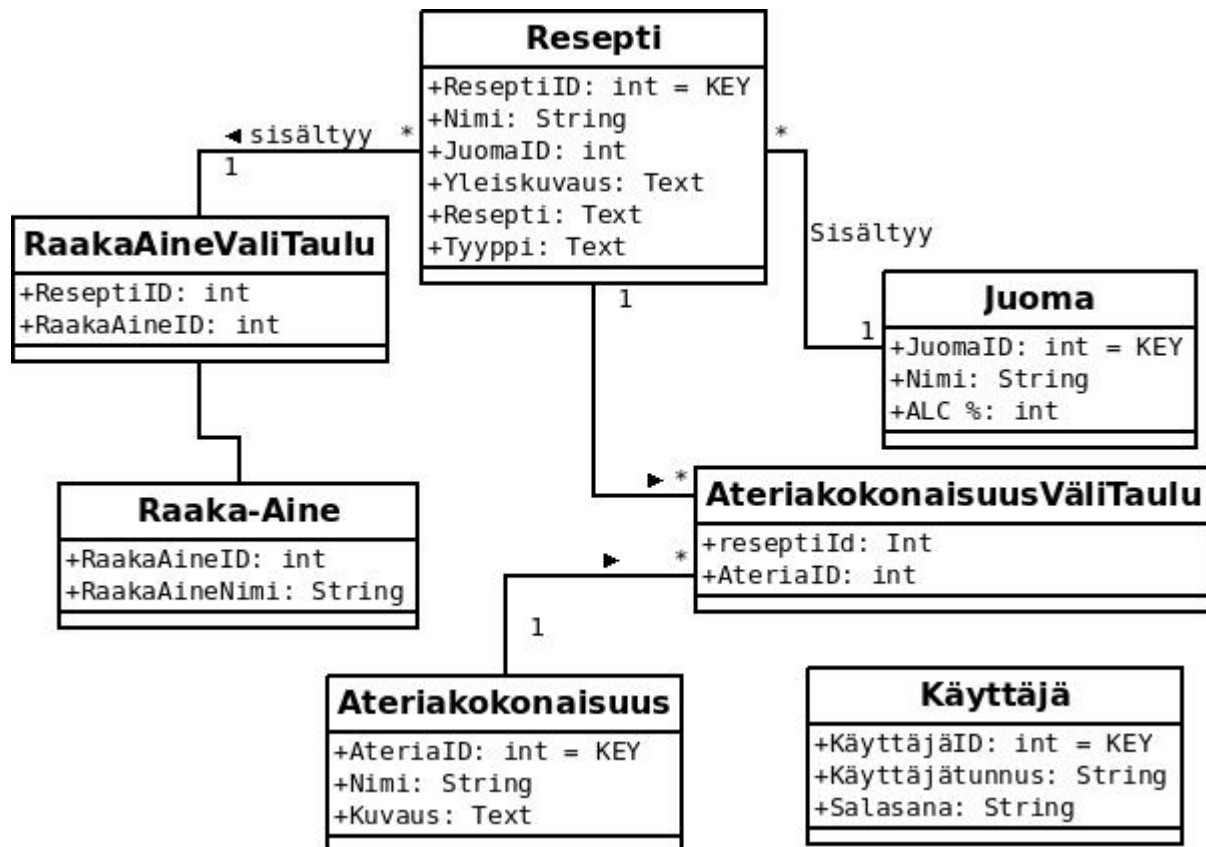 Resepti
+ReseptiID: int = KEY
+Nimi: String
+JuomaID: int
+Yleiskuvaus: Text
+Resepti: Text
+Tyyppi: Text
◄ sisältyy
*
1
*
Sisältyy
1
RaakaAineValiTaulu
+ReseptiID: int
+RaakaAineID: int
Juoma
+JuomaID: int = KEY
+Nimi: String
+ALC %: int
1
► *
AteriakokonaisuusVäliTaulu
+reseptiId: Int
+AteriaID: int
Raaka-Aine
+RaakaAineID: int
+RaakaAineNimi: String
► *
1
Ateriakokonaisuus
+AteriaID: int = KEY
+Nimi: String
+Kuvaus: Text
Käyttäjä
+KäyttäjäID: int = KEY
+Käyttäjätunnus: String
+Salasana: String